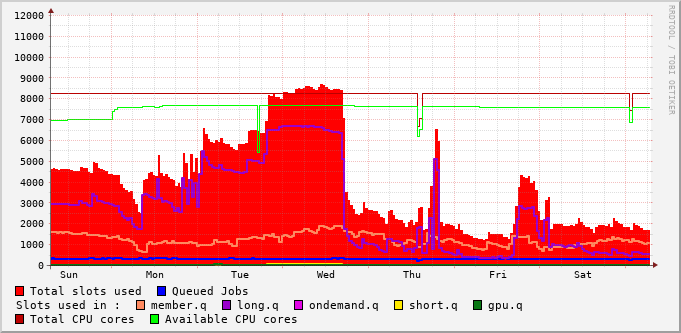 RRDTOOL / TOBI OETIKER
12000
11000
10000
9000
8000
7000
6000
5000
4000
3000
2000
1000
0
Sun Mon Tue Wed Thu Fri Sat
Total slots used Queued Jobs
Slots used in : member.q long.q ondemand.q short.q gpu.q
Total CPU cores Available CPU cores